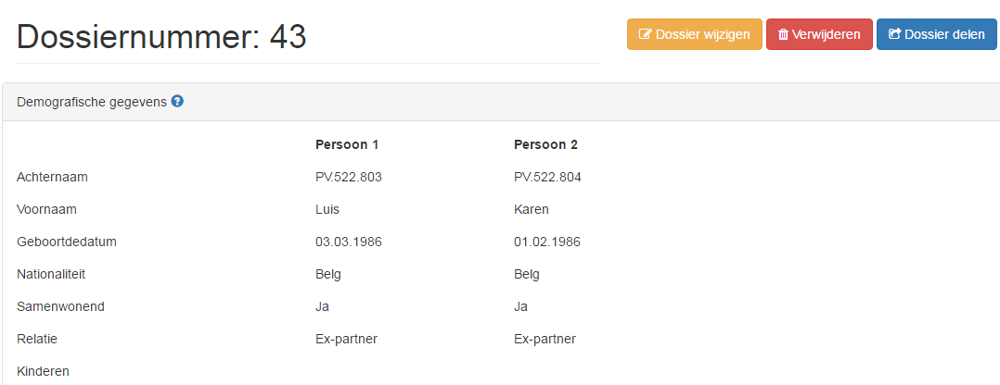 Dossiernummer: 43
Dossier wijzigen Verwijderen Dossier delen
Demografische gegevens
Persoon 1 Persoon 2
Achternaam PV.522.803 PV.522.804
Voornaam Luis Karen
Geboortdedatum 03.03.1986 01.02.1986
Nationaliteit Belg Belg
Samenwonend Ja Ja
Relatie Ex-partner Ex-partner
Kinderen